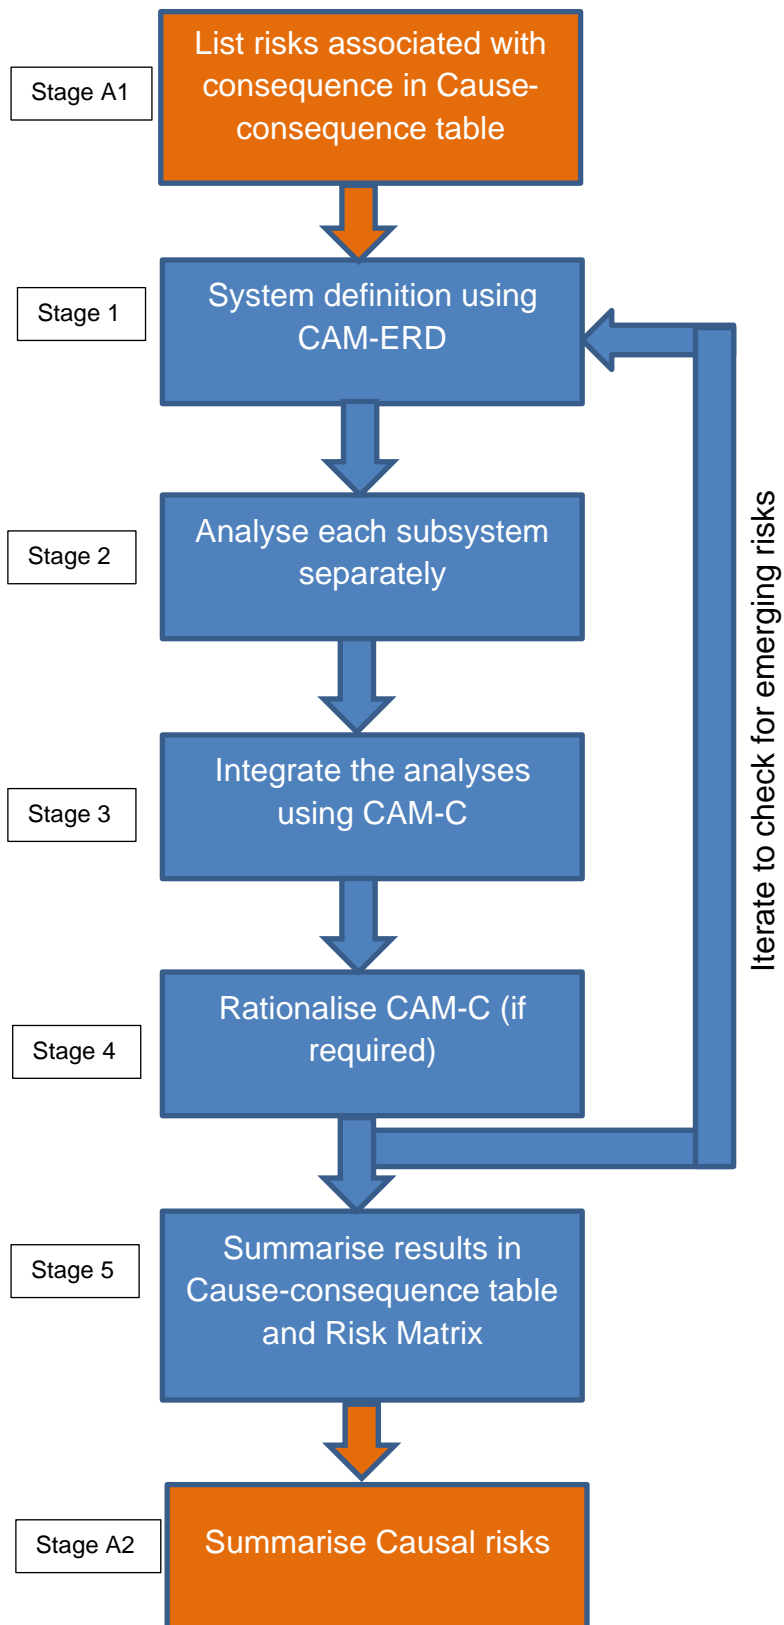 Stage A1
List risks associated with
consequence in Cause-
consequence table
Stage 1
System definition using
CAM-ERD
Stage 2
Analyse each subsystem
separately
Stage 3
Integrate the analyses
using CAM-C
Stage 4
Rationalise CAM-C (if
required)
Iterate to check for emerging risks
Stage 5
Summarise results in
Cause-consequence table
and Risk Matrix
Stage A2
Summarise Causal risks